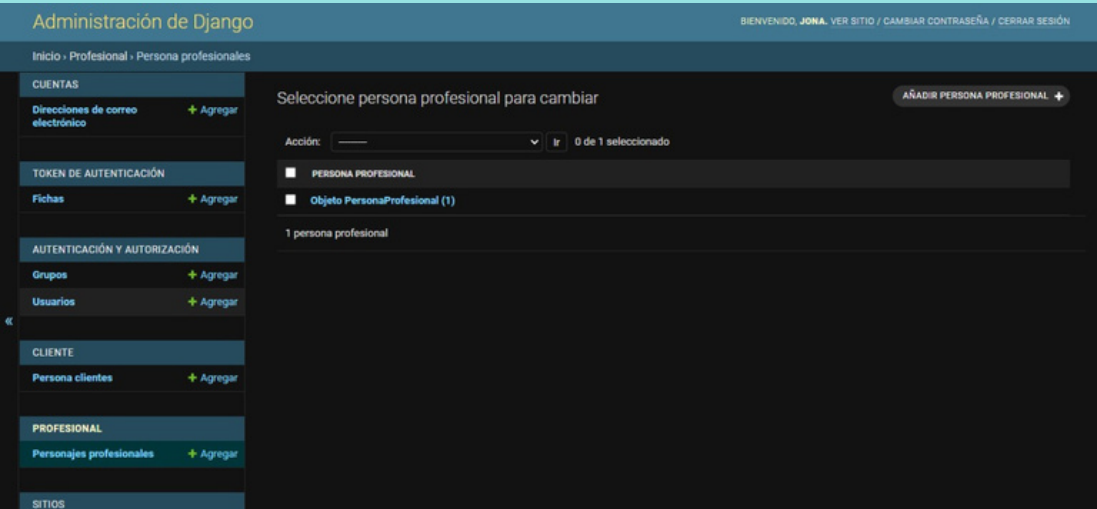 Administración de Django
BIENVENIDO, JONA. VER SITIO / CAMBIAR CONTRASEÑA / CERRAR SESIÓN
Inicio › Profesional › Persona profesionales
CUENTAS
Direcciones de correo
electrónico
+ Agregar
TOKEN DE AUTENTICACIÓN
Fichas
+ Agregar
AUTENTICACIÓN Y AUTORIZACIÓN
Grupos
+ Agregar
Usuarios
+ Agregar
«
CLIENTE
Persona clientes
+ Agregar
PROFESIONAL
Personajes profesionales
+ Agregar
SITIOS
Seleccione persona profesional para cambiar
AÑADIR PERSONA PROFESIONAL +
Acción: --------- Ir 0 de 1 seleccionado
PERSONA PROFESIONAL
Objeto PersonaProfesional (1)
1 persona profesional